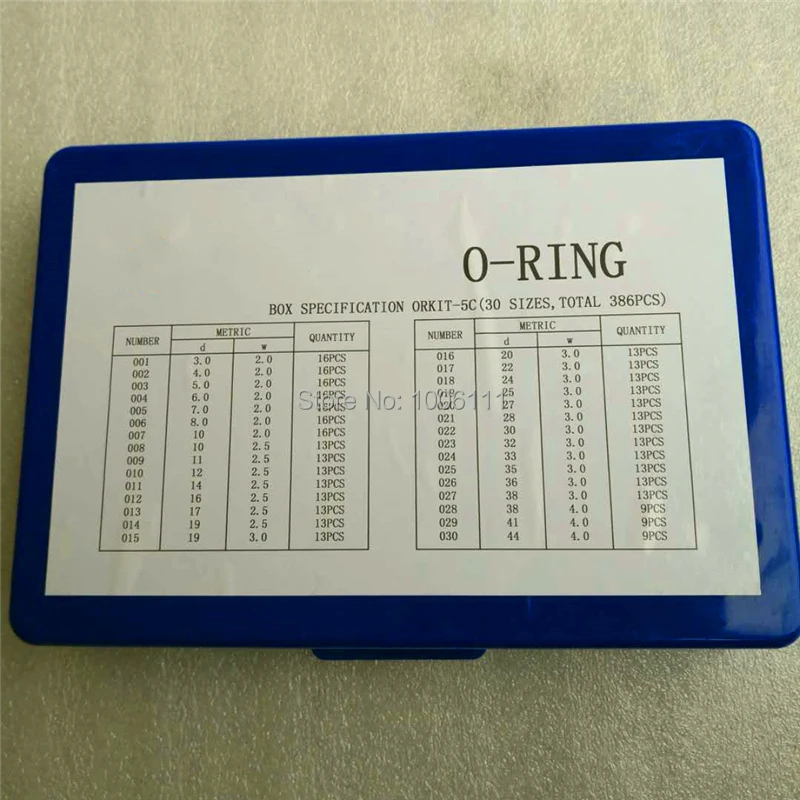 O-RING
BOX SPECIFICATION ORKIT-5C(30 SIZES,TOTAL 386PCS)
NUMBER METRIC QUANTITY
d w
001 3.0 2.0 16PCS
002 4.0 2.0 16PCS
003 5.0 2.0 16PCS
004 6.0 2.0 16PCS
005 7.0 2.0 16PCS
006 8.0 2.0 16PCS
007 10 2.0 16PCS
008 10 2.5 13PCS
009 11 2.5 13PCS
010 12 2.5 13PCS
011 14 2.5 13PCS
012 16 2.5 13PCS
013 17 2.5 13PCS
014 19 2.5 13PCS
015 19 3.0 13PCS
NUMBER METRIC QUANTITY
d w
016 20 3.0 13PCS
017 22 3.0 13PCS
018 24 3.0 13PCS
019 25 3.0 13PCS
27 3.0 13PCS
021 28 3.0 13PCS
022 30 3.0 13PCS
023 32 3.0 13PCS
024 33 3.0 13PCS
025 35 3.0 13PCS
026 36 3.0 13PCS
027 38 3.0 13PCS
028 38 4.0 9PCS
029 41 4.0 9PCS
030 44 4.0 9PCS
Store No: 1006111